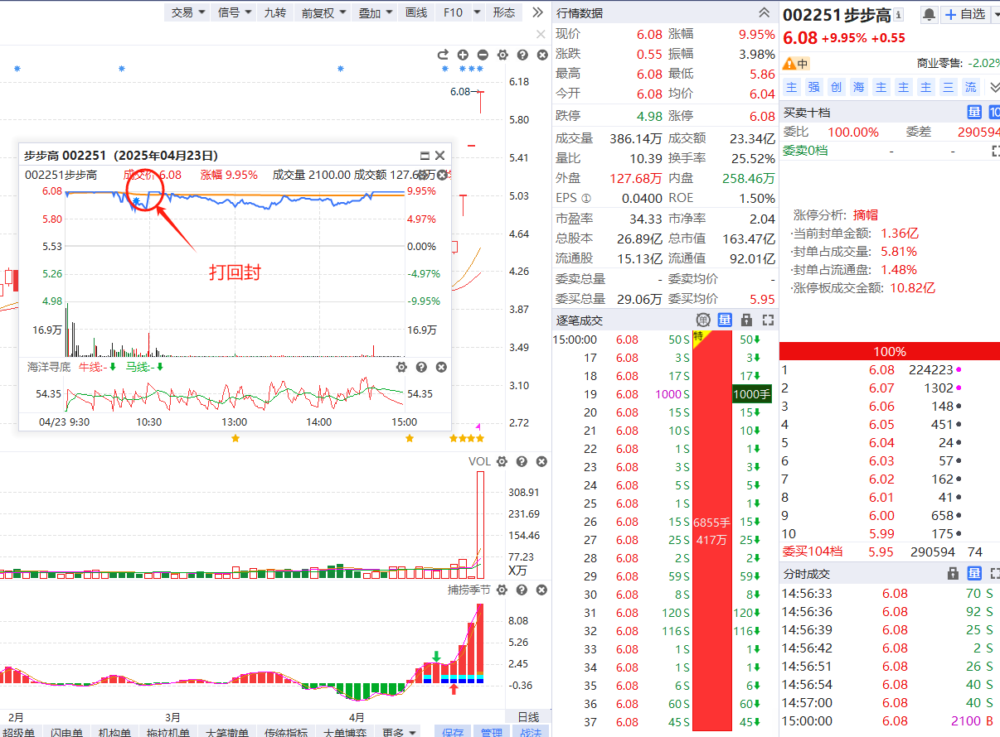 交易 信号 九转 前复权 叠加 画线 F10 形态
6.18
6.08
5.80
5.41
5.03
4.64
4.26
3.87
3.49
3.10
2.72
步步高 002251（2025年04月23日）
002251步步高 成交价 6.08 涨幅 9.95% 成交量 2100.00 成交额 127.6
6.08 9.95%
5.80 4.97%
5.53 0.00%
5.26 -4.97%
4.98 -9.95%
16.9万 16.9万
打回封
海洋寻底 牛线:- 马线:-
54.35 54.35
04/23 9:30 10:30 13:00 14:00 15:00
VOL
308.91
231.69
154.46
77.23
X万
捕捞季节
8.08
5.26
2.45
-0.36
2月 3月 4月 日线
超级单 闪电单 机构单 拖拉机单 大笔撤单 传统指标 大单博弈 更多 保存 管理 战法
行情数据
现价 6.08 涨幅 9.95%
涨跌 0.55 振幅 3.98%
最高 6.08 最低 5.86
今开 6.08 均价 6.04
跌停 4.98 涨停 6.08
成交量 386.14万 成交额 23.34亿
量比 10.39 换手率 25.52%
外盘 127.68万 内盘 258.46万
EPS ① 0.0400 ROE 1.50%
市盈率 34.33 市净率 2.04
总股本 26.89亿 总市值 163.47亿
流通股 15.13亿 流通值 92.01亿
委卖总量 - 委卖均价 -
委买总量 29.06万 委买均价 5.95
逐笔成交 单 量
15:00:00 6.08 50 S 特 50
17 6.08 3 S 3
18 6.08 17 S 17
19 6.08 1000 S 1000手
20 6.08 15 S 15
21 6.08 10 S 10
22 6.08 1 S 1
23 6.08 3 S 3
24 6.08 5 S 5
25 6.08 1 S 1
26 6.08 15 S 6855手 15
27 6.08 25 S 417万 25
28 6.08 2 S 2
29 6.08 59 S 59
30 6.08 8 S 8
31 6.08 120 S 120
32 6.08 116 S 116
33 6.08 1 S 1
34 6.08 1 S 1
35 6.08 6 S 6
36 6.08 60 S 60
37 6.08 45 S 45
002251 步步高 自选
6.08 +9.95% +0.55
中 商业零售: -2.02%
主 强 创 海 主 主 主 三 流
买卖十档 量 10
委比 100.00% 委差 290594
委卖0档 - -
涨停分析: 摘帽
·当前封单金额: 1.36亿
·封单占成交量: 5.81%
·封单占流通盘: 1.48%
·涨停板成交金额: 10.82亿
100%
1 6.08 224223
2 6.07 1302
3 6.06 148
4 6.05 451
5 6.04 24
6 6.03 57
7 6.02 162
8 6.01 41
9 6.00 658
10 5.99 175
委买104档 5.95 290594 74
分时成交 量
14:56:33 6.08 70 S
14:56:36 6.08 92 S
14:56:39 6.08 25 S
14:56:42 6.08 2 S
14:56:51 6.08 26 S
14:56:54 6.08 40 S
14:57:00 6.08 40 S
15:00:00 6.08 2100 B